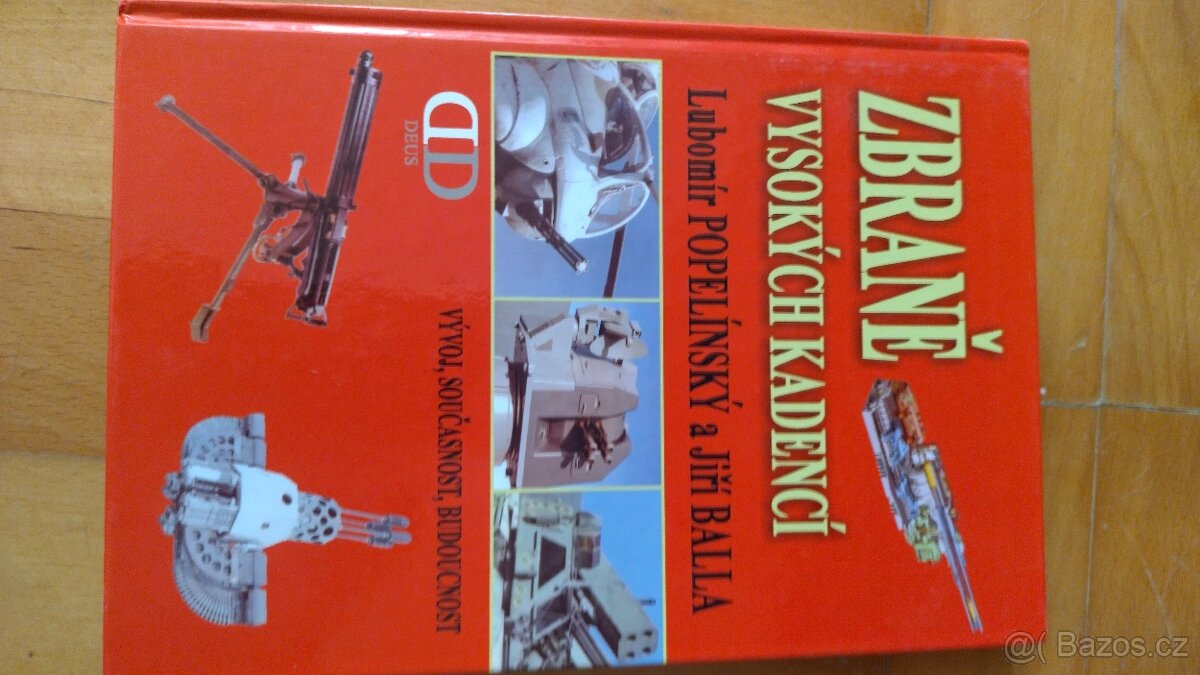 ZBRANĚ
VYSOKÝCH KADENCÍ
Lubomír POPELÍNSKÝ a Jiří BALLA
DEUS
VÝVOJ, SOUČASNOST, BUDOUCNOST
@( Bazos.cz